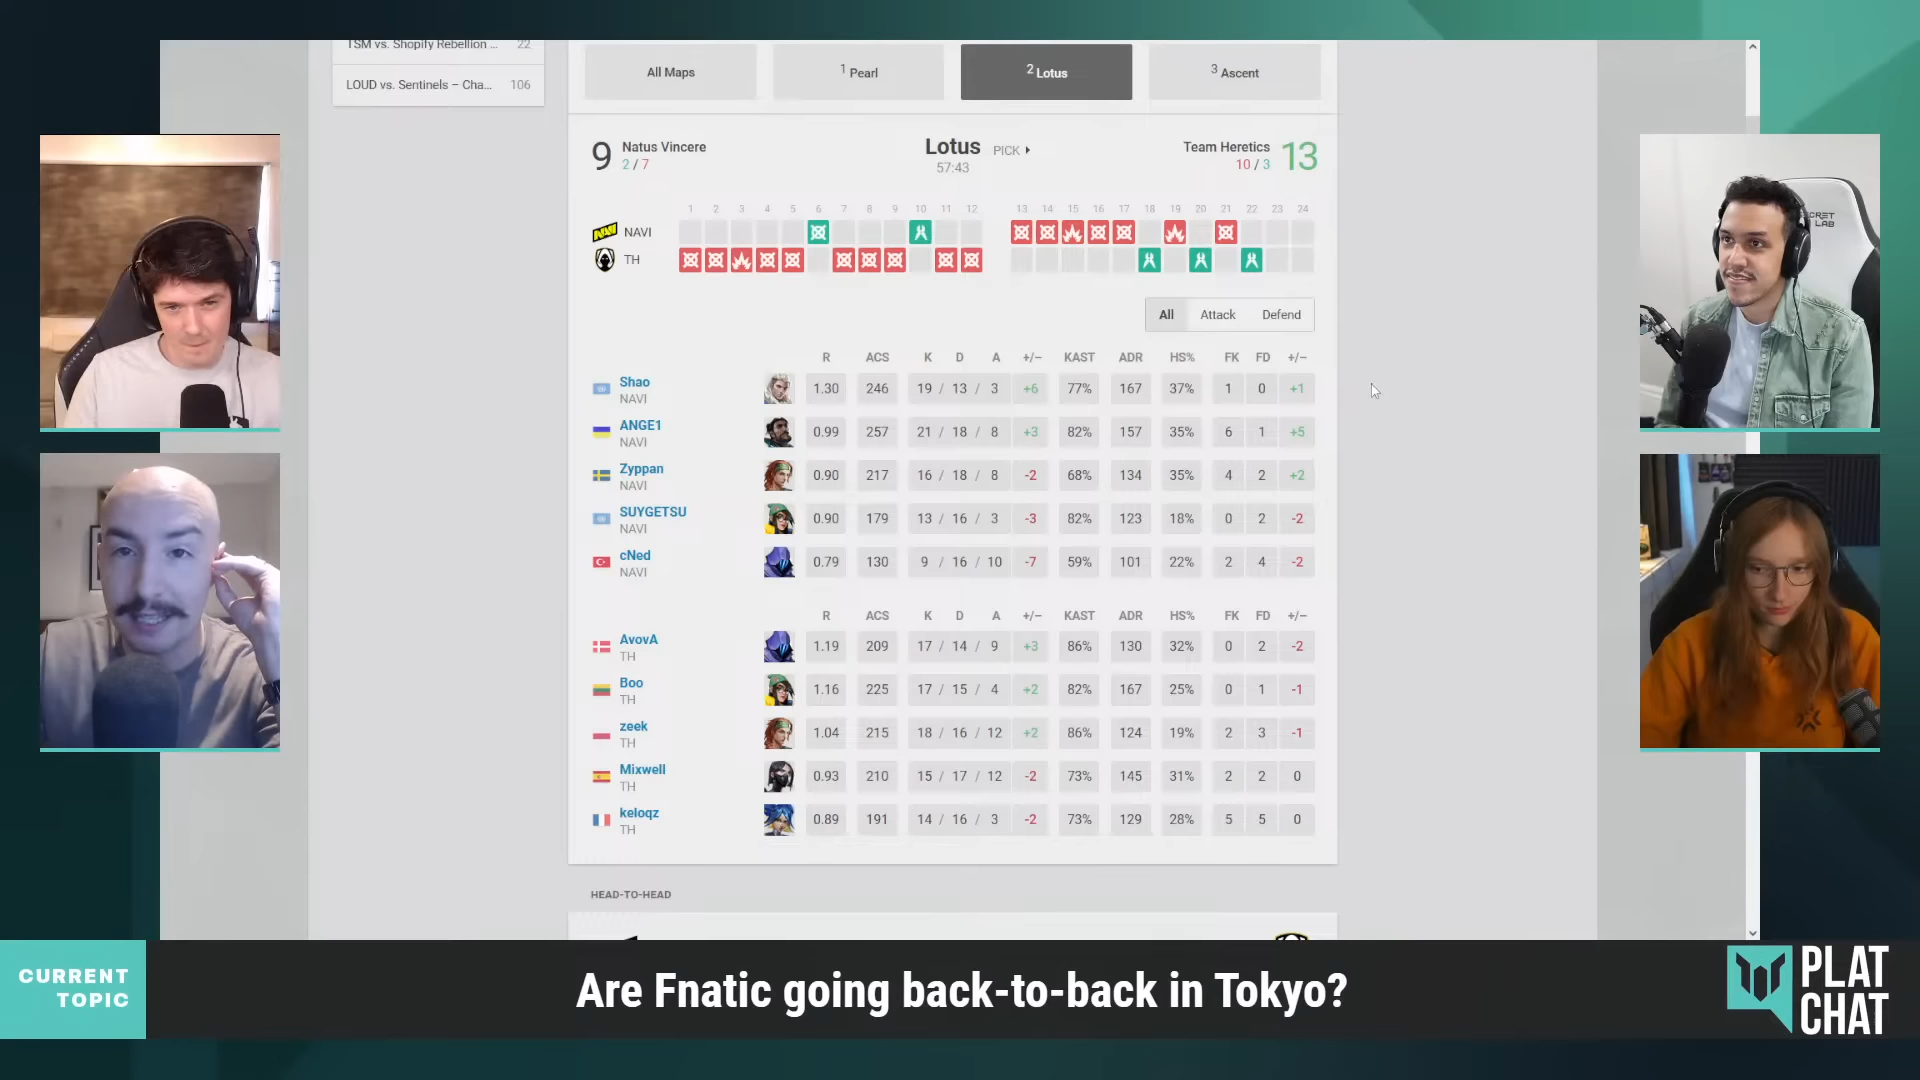 TSM vs. Shopify Rebellion ... 22
LOUD vs. Sentinels – Cha... 106
All Maps
1 Pearl
2 Lotus
3 Ascent
9 Natus Vincere
2 / 7
Lotus PICK
57:43
Team Heretics 13
10 / 3
1 2 3 4 5 6 7 8 9 10 11 12 13 14 15 16 17 18 19 20 21 22 23 24
NAVI
TH
All Attack Defend
R ACS K D A +/– KAST ADR HS% FK FD +/–
Shao 1.30 246 19 / 13 / 3 +6 77% 167 37% 1 0 +1
NAVI
ANGE1 0.99 257 21 / 18 / 8 +3 82% 157 35% 6 1 +5
NAVI
Zyppan 0.90 217 16 / 18 / 8 -2 68% 134 35% 4 2 +2
NAVI
SUYGETSU 0.90 179 13 / 16 / 3 -3 82% 123 18% 0 2 -2
NAVI
cNed 0.79 130 9 / 16 / 10 -7 59% 101 22% 2 4 -2
NAVI
R ACS K D A +/– KAST ADR HS% FK FD +/–
AvovA 1.19 209 17 / 14 / 9 +3 86% 130 32% 0 2 -2
TH
Boo 1.16 225 17 / 15 / 4 +2 82% 167 25% 0 1 -1
TH
zeek 1.04 215 18 / 16 / 12 +2 86% 124 19% 2 3 -1
TH
Mixwell 0.93 210 15 / 17 / 12 -2 73% 145 31% 2 2 0
TH
keloqz 0.89 191 14 / 16 / 3 -2 73% 129 28% 5 5 0
TH
HEAD-TO-HEAD
CURRENT
TOPIC
Are Fnatic going back-to-back in Tokyo?
PLAT
CHAT